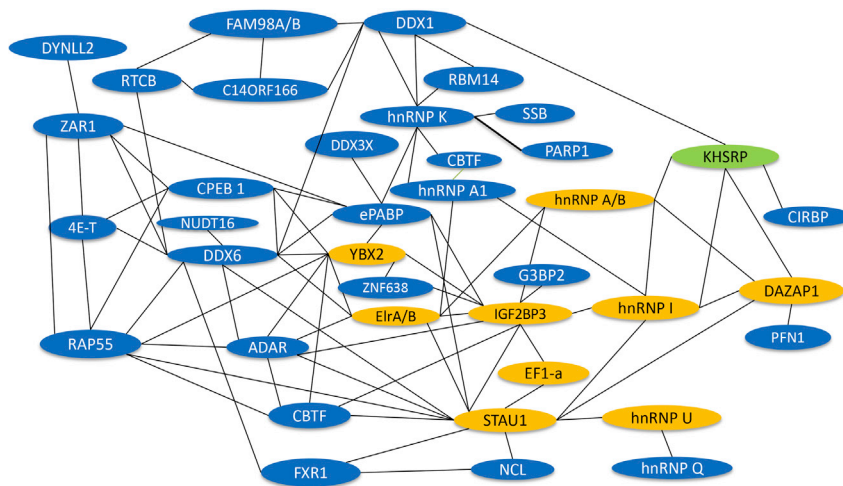 FAM98A/B
DDX1
DYNLL2
RTCB
C14ORF166
RBM14
hnRNP K
SSB
ZAR1
DDX3X
PARP1
CBTF
KHSRP
CPEB 1
hnRNP A1
hnRNP A/B
NUDT16
ePABP
CIRBP
4E-T
DDX6
YBX2
G3BP2
ZNF638
DAZAP1
ElrA/B
IGF2BP3
hnRNP I
RAP55
ADAR
PFN1
EF1-a
CBTF
STAU1
hnRNP U
FXR1
NCL
hnRNP Q